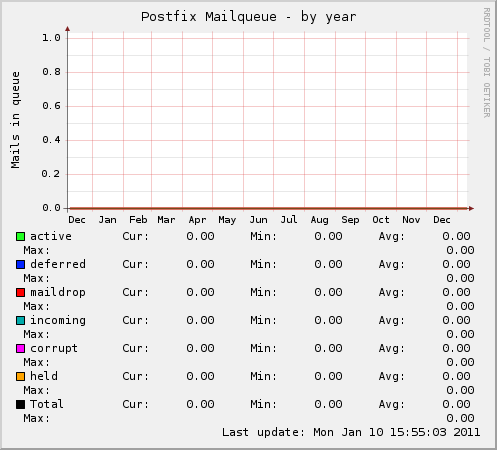 Postfix Mailqueue - by year
RRDTOOL / TOBI OETIKER
Mails in queue
1.0
0.8
0.6
0.4
0.2
0.0
Dec Jan Feb Mar Apr May Jun Jul Aug Sep Oct Nov Dec
active Cur: 0.00 Min: 0.00 Avg: 0.00
Max: 0.00
deferred Cur: 0.00 Min: 0.00 Avg: 0.00
Max: 0.00
maildrop Cur: 0.00 Min: 0.00 Avg: 0.00
Max: 0.00
incoming Cur: 0.00 Min: 0.00 Avg: 0.00
Max: 0.00
corrupt Cur: 0.00 Min: 0.00 Avg: 0.00
Max: 0.00
held Cur: 0.00 Min: 0.00 Avg: 0.00
Max: 0.00
Total Cur: 0.00 Min: 0.00 Avg: 0.00
Max: 0.00
Last update: Mon Jan 10 15:55:03 2011